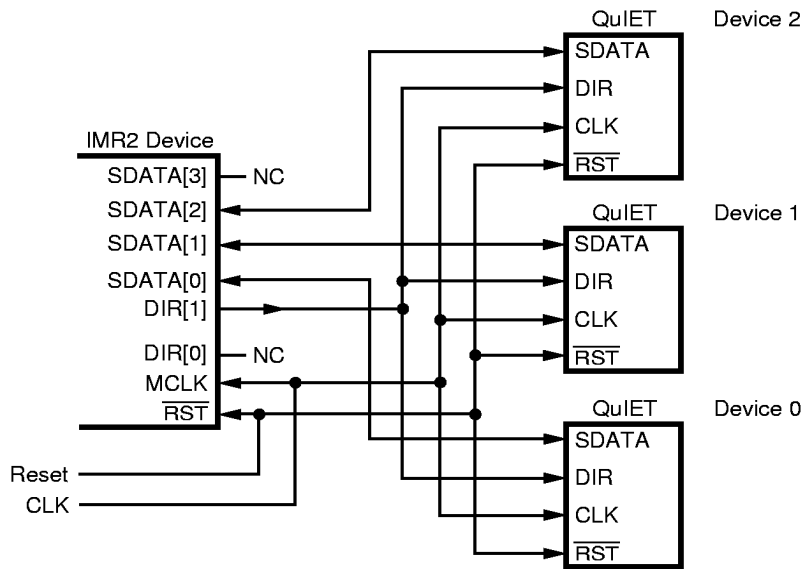 QuIET Device 2
SDATA
DIR
CLK
RST
IMR2 Device
SDATA[3] NC
SDATA[2]
SDATA[1]
SDATA[0]
DIR[1]
DIR[0] NC
MCLK
RST
Reset
CLK
QuIET Device 1
SDATA
DIR
CLK
RST
QuIET Device 0
SDATA
DIR
CLK
RST